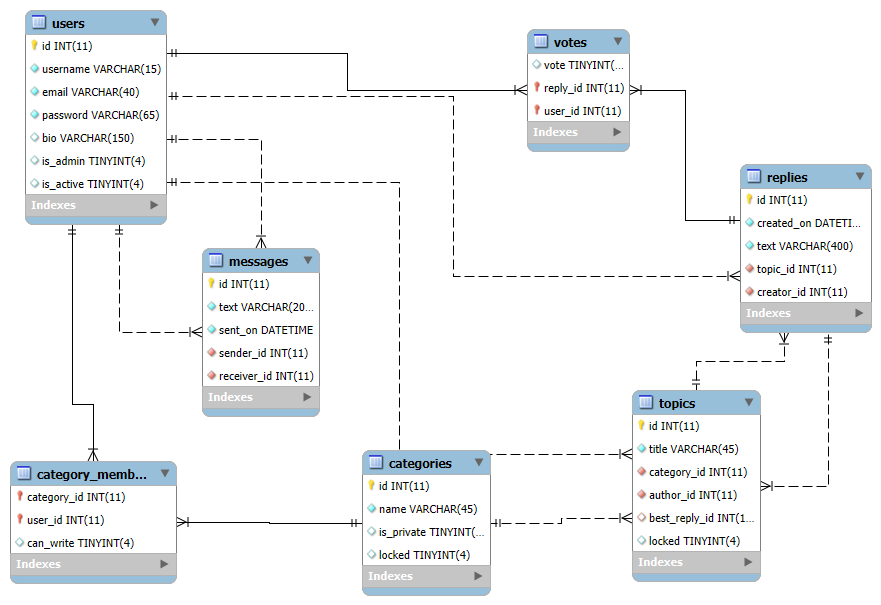 users
id INT(11)
username VARCHAR(15)
email VARCHAR(40)
password VARCHAR(65)
bio VARCHAR(150)
is_admin TINYINT(4)
is_active TINYINT(4)
Indexes
votes
vote TINYINT(...
reply_id INT(11)
user_id INT(11)
Indexes
replies
id INT(11)
created_on DATETI...
text VARCHAR(400)
topic_id INT(11)
creator_id INT(11)
Indexes
messages
id INT(11)
text VARCHAR(20...
sent_on DATETIME
sender_id INT(11)
receiver_id INT(11)
Indexes
topics
id INT(11)
title VARCHAR(45)
category_id INT(11)
author_id INT(11)
best_reply_id INT(1...
locked TINYINT(4)
Indexes
category_memb...
category_id INT(11)
user_id INT(11)
can_write TINYINT(4)
Indexes
categories
id INT(11)
name VARCHAR(45)
is_private TINYINT(...
locked TINYINT(4)
Indexes